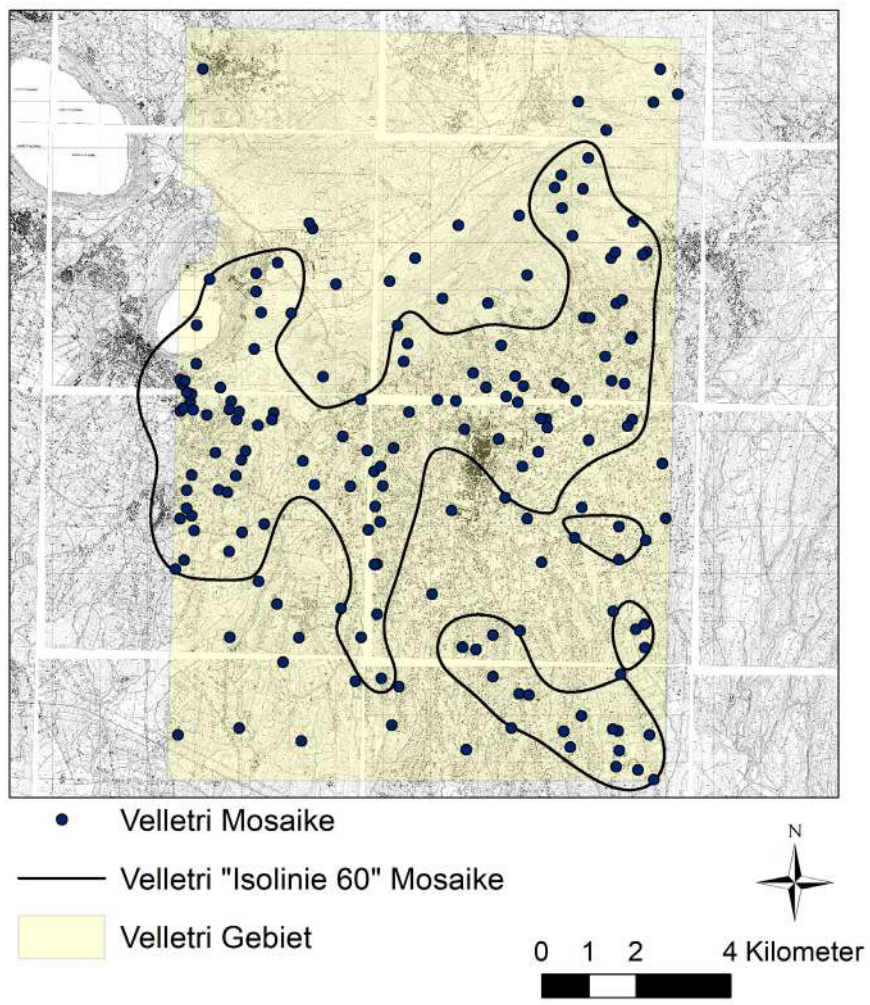 Velletri Mosaike
N
Velletri "Isolinie 60" Mosaike
Velletri Gebiet
0 1 2 4 Kilometer